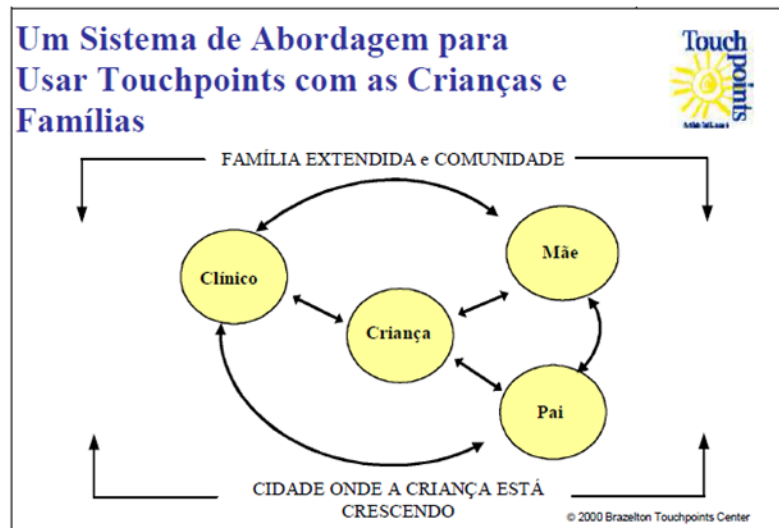 Um Sistema de Abordagem para
Usar Touchpoints com as Crianças e
Famílias
Touch
points
FAMÍLIA EXTENDIDA e COMUNIDADE
Clínico
Mãe
Criança
Pai
CIDADE ONDE A CRIANÇA ESTÁ
CRESCENDO
© 2000 Brazelton Touchpoints Center